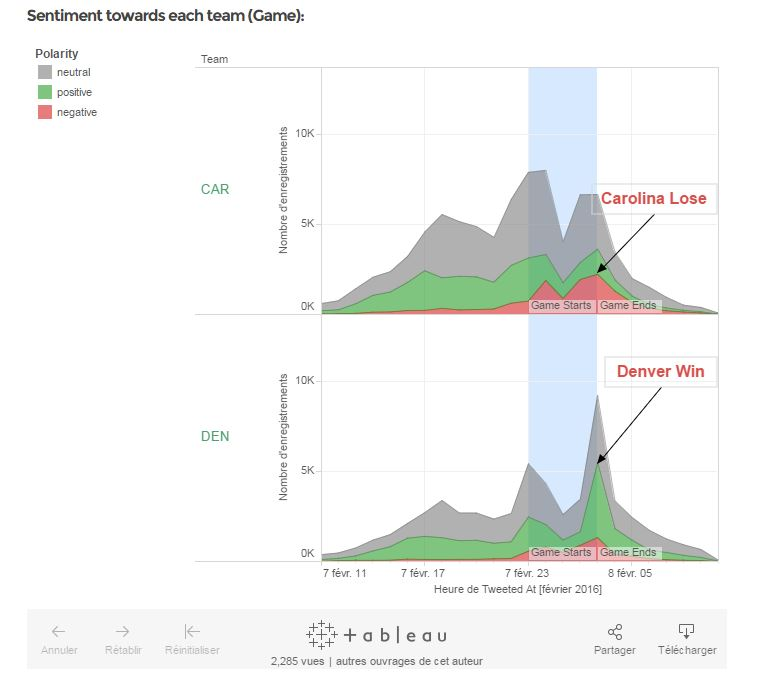 Sentiment towards each team (Game):
Polarity
neutral
positive
negative
Team
CAR
Nombre d'enregistrements
10K
5K
0K
Carolina Lose
Game Starts
Game Ends
DEN
Nombre d'enregistrements
10K
5K
0K
Denver Win
Game Starts
Game Ends
7 févr. 11
7 févr. 17
7 févr. 23
8 févr. 05
Heure de Tweeted At [février 2016]
Annuler
Rétablir
Réinitialiser
+ableau
2,285 vues | autres ouvrages de cet auteur
Partager
Télécharger